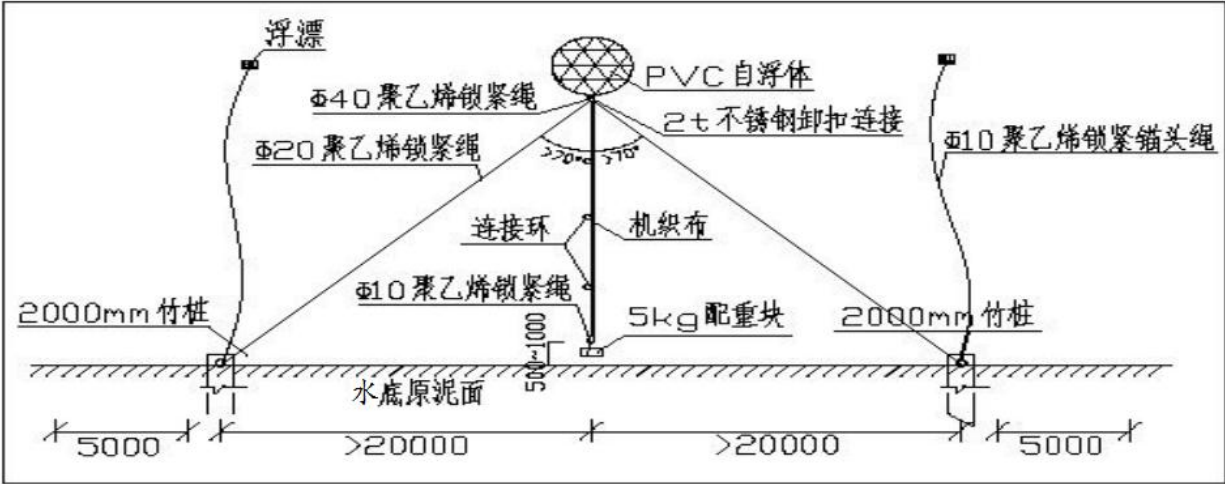 浮漂
PVC自浮体
Φ40聚乙烯锁紧绳
2t不锈钢卸扣连接
Φ20聚乙烯锁紧绳
>70° >70°
Φ10聚乙烯锁紧锚头绳
连接环
机织布
Φ10聚乙烯锁紧绳
2000mm竹桩
5kg配重块
2000mm竹桩
500~1000
水底原泥面
5000
>20000
>20000
5000